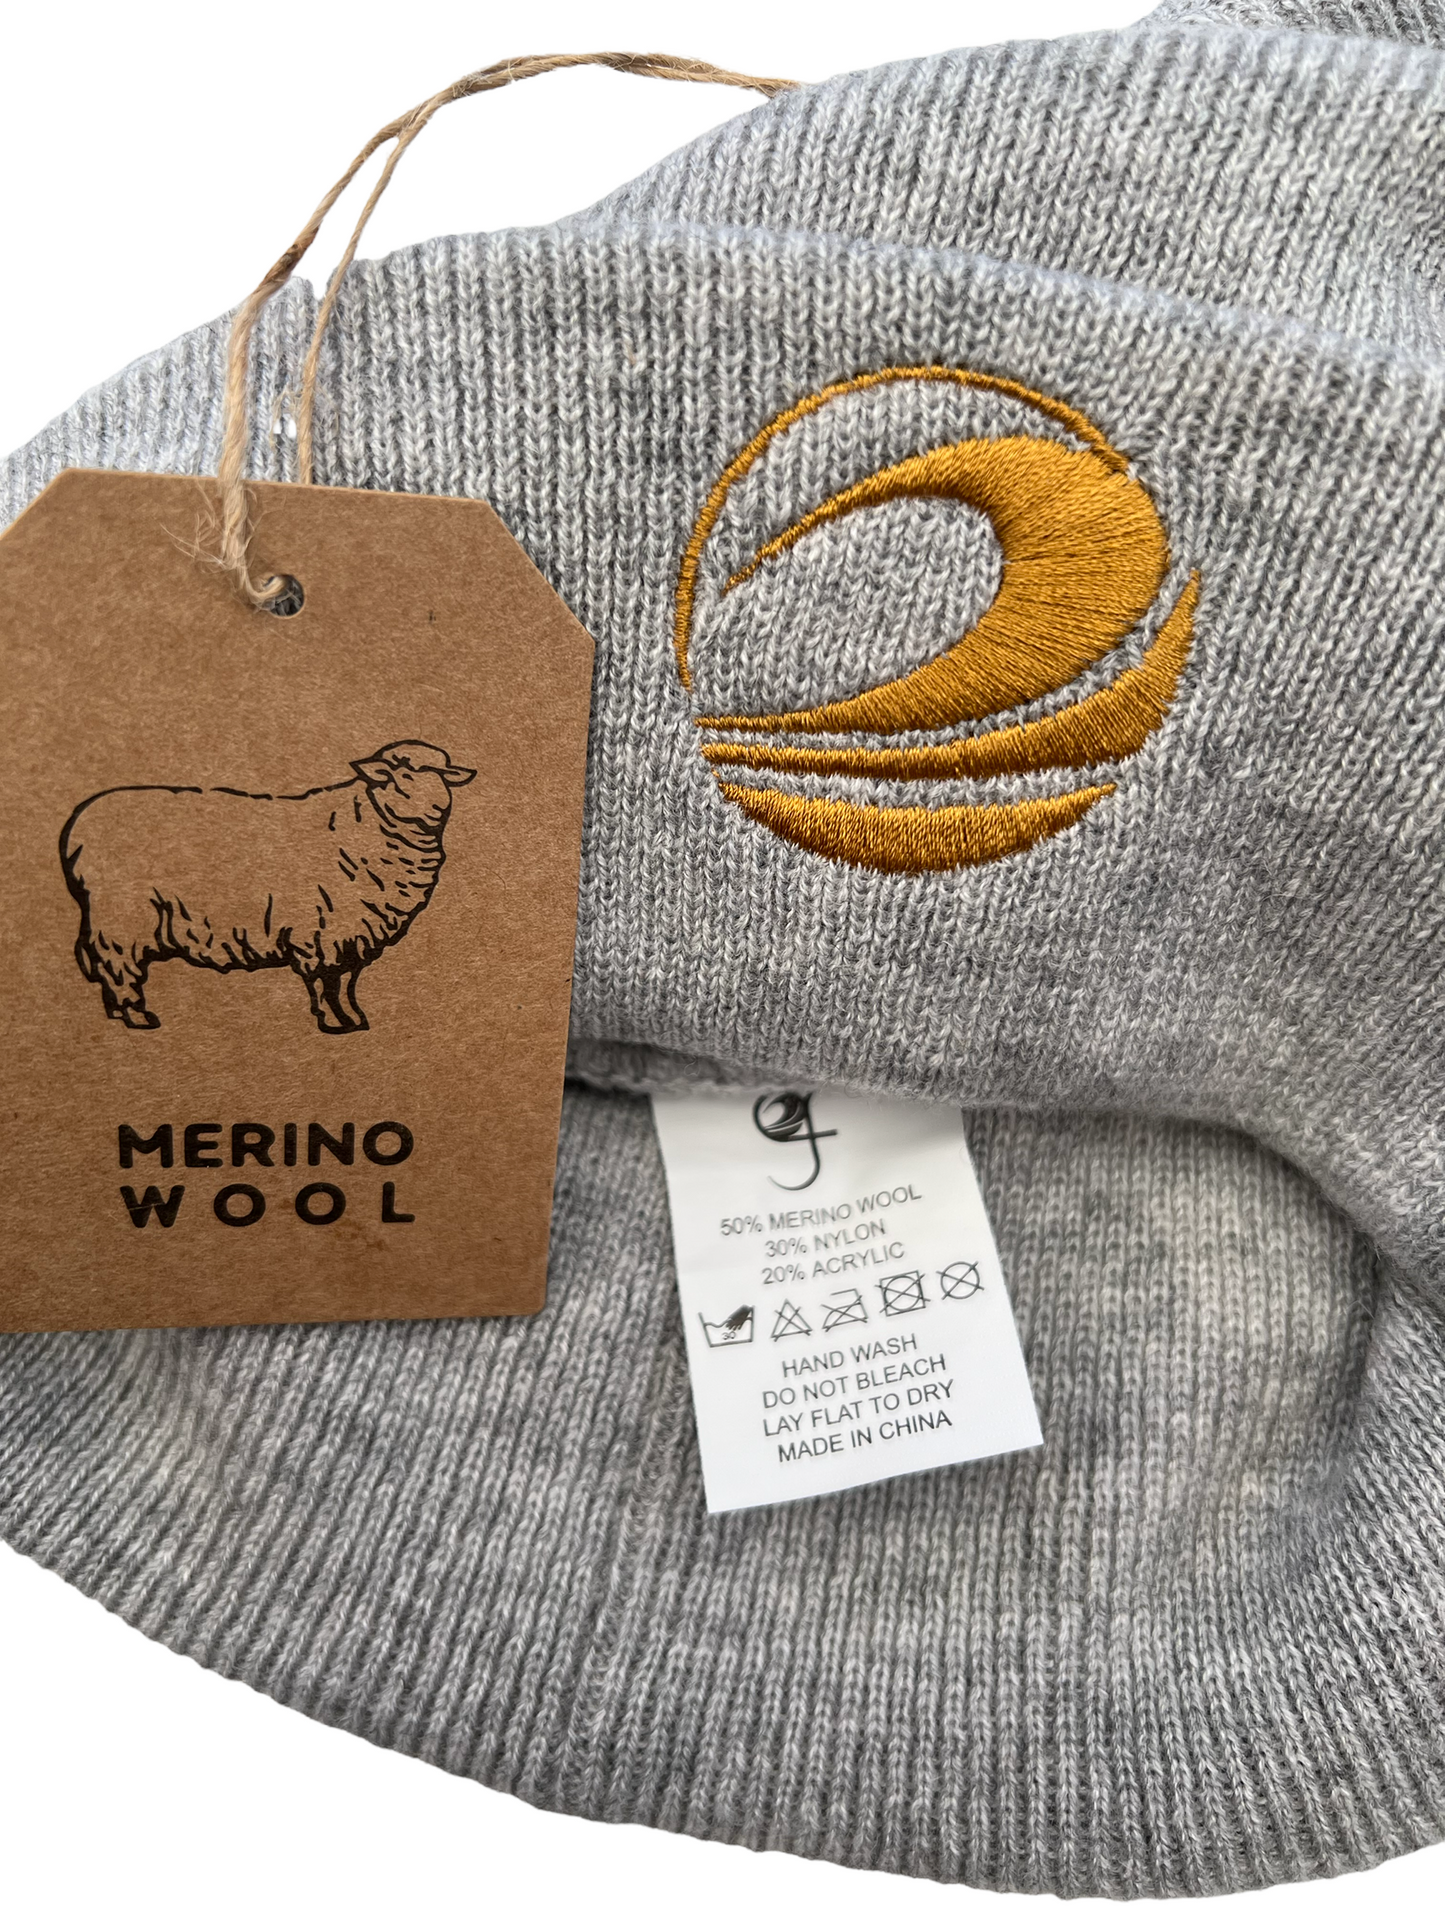 MERINO
WOOL
50% MERINO WOOL
30% NYLON
20% ACRYLIC
30°
HAND WASH
DO NOT BLEACH
LAY FLAT TO DRY
MADE IN CHINA